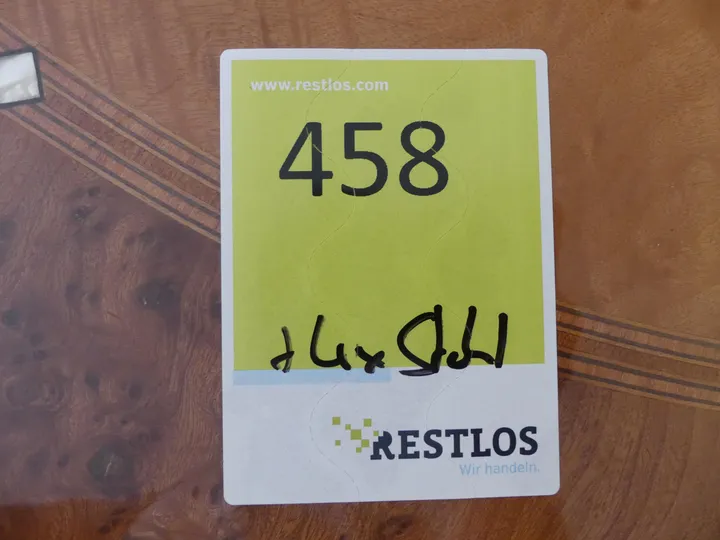 www.restlos.com
458
+ 4x Stuhl
RESTLOS
Wir handeln.